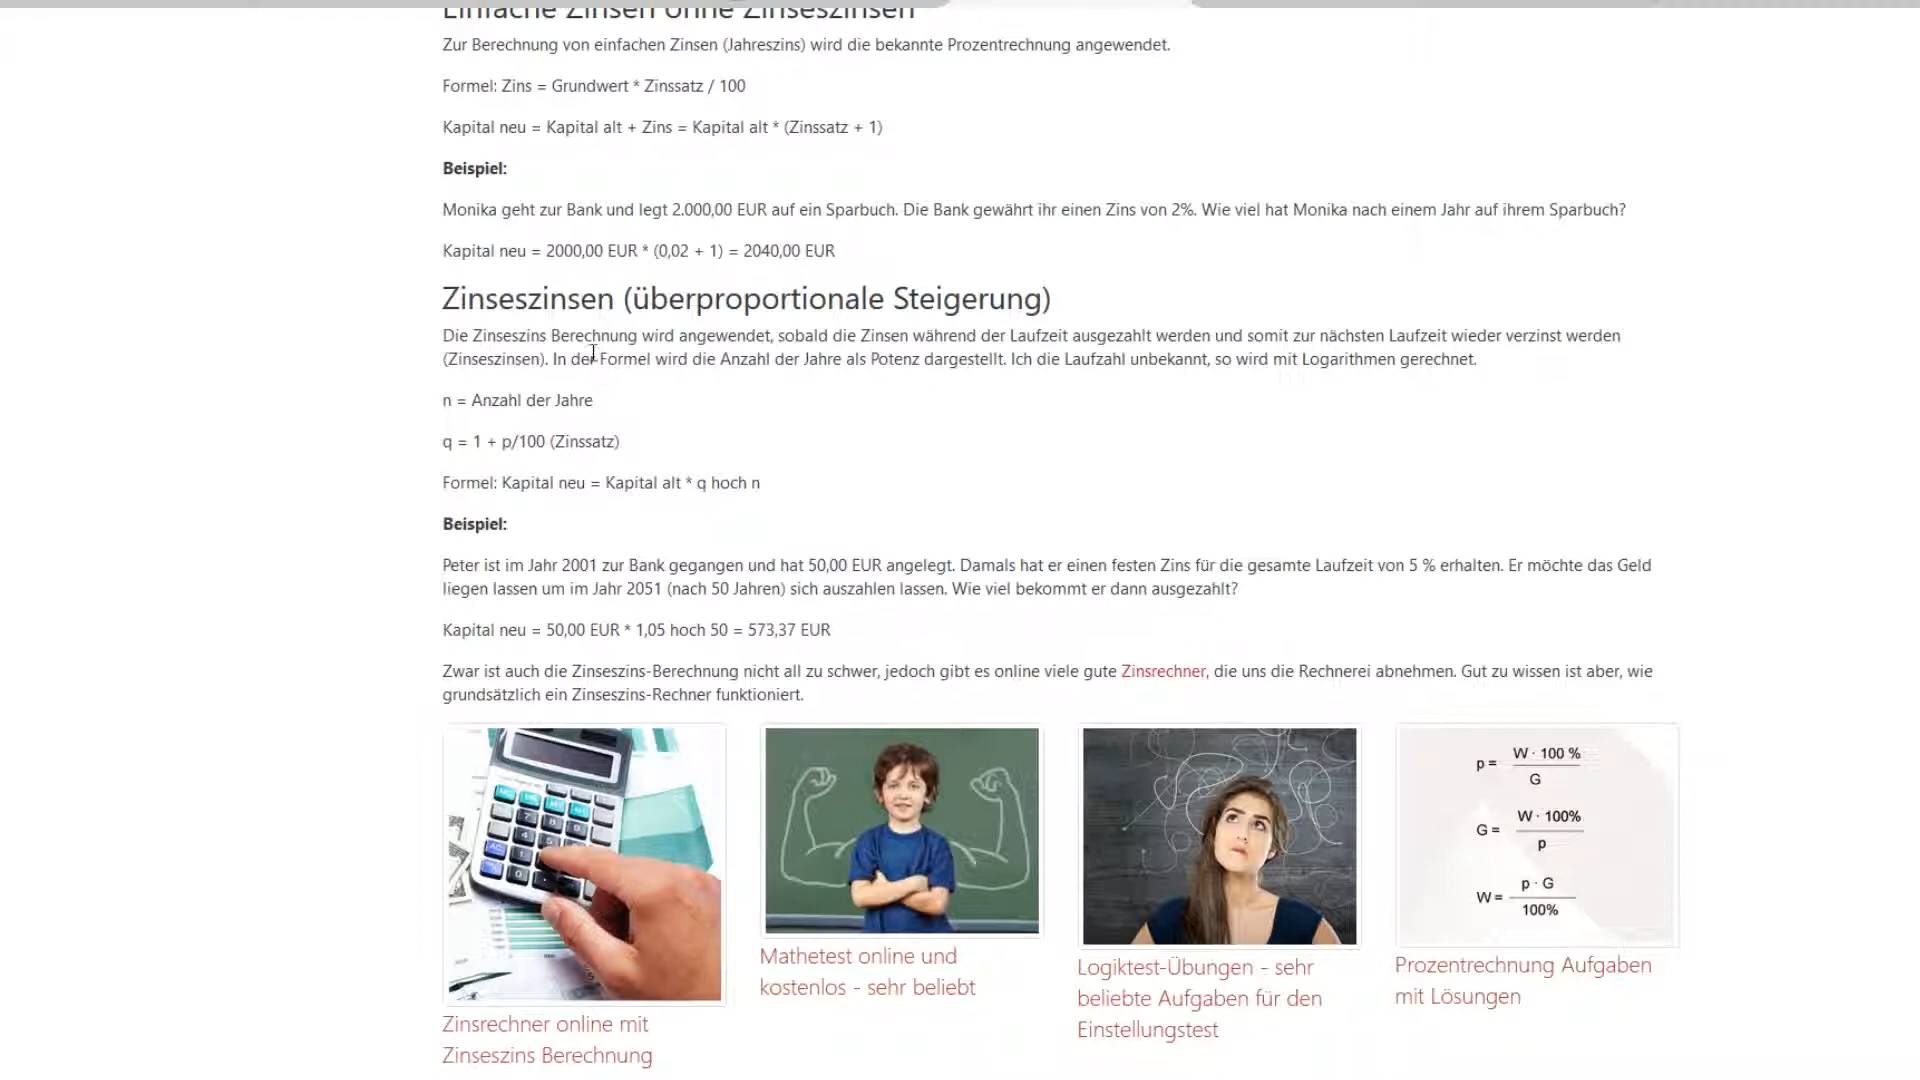 Einfache Zinsen ohne Zinseszinsen
Zur Berechnung von einfachen Zinsen (Jahreszins) wird die bekannte Prozentrechnung angewendet.
Formel: Zins = Grundwert * Zinssatz / 100
Kapital neu = Kapital alt + Zins = Kapital alt * (Zinssatz + 1)
Beispiel:
Monika geht zur Bank und legt 2.000,00 EUR auf ein Sparbuch. Die Bank gewährt ihr einen Zins von 2%. Wie viel hat Monika nach einem Jahr auf ihrem Sparbuch?
Kapital neu = 2000,00 EUR * (0,02 + 1) = 2040,00 EUR
Zinseszinsen (überproportionale Steigerung)
Die Zinseszins Berechnung wird angewendet, sobald die Zinsen während der Laufzeit ausgezahlt werden und somit zur nächsten Laufzeit wieder verzinst werden
(Zinseszinsen). In der Formel wird die Anzahl der Jahre als Potenz dargestellt. Ich die Laufzahl unbekannt, so wird mit Logarithmen gerechnet.
n = Anzahl der Jahre
q = 1 + p/100 (Zinssatz)
Formel: Kapital neu = Kapital alt * q hoch n
Beispiel:
Peter ist im Jahr 2001 zur Bank gegangen und hat 50,00 EUR angelegt. Damals hat er einen festen Zins für die gesamte Laufzeit von 5 % erhalten. Er möchte das Geld
liegen lassen um im Jahr 2051 (nach 50 Jahren) sich auszahlen lassen. Wie viel bekommt er dann ausgezahlt?
Kapital neu = 50,00 EUR * 1,05 hoch 50 = 573,37 EUR
Zwar ist auch die Zinseszins-Berechnung nicht all zu schwer, jedoch gibt es online viele gute Zinsrechner, die uns die Rechnerei abnehmen. Gut zu wissen ist aber, wie
grundsätzlich ein Zinseszins-Rechner funktioniert.
p = W · 100 %
G
G = W · 100%
p
W = p · G
100%
Zinsrechner online mit
Zinseszins Berechnung
Mathetest online und
kostenlos - sehr beliebt
Logiktest-Übungen - sehr
beliebte Aufgaben für den
Einstellungstest
Prozentrechnung Aufgaben
mit Lösungen